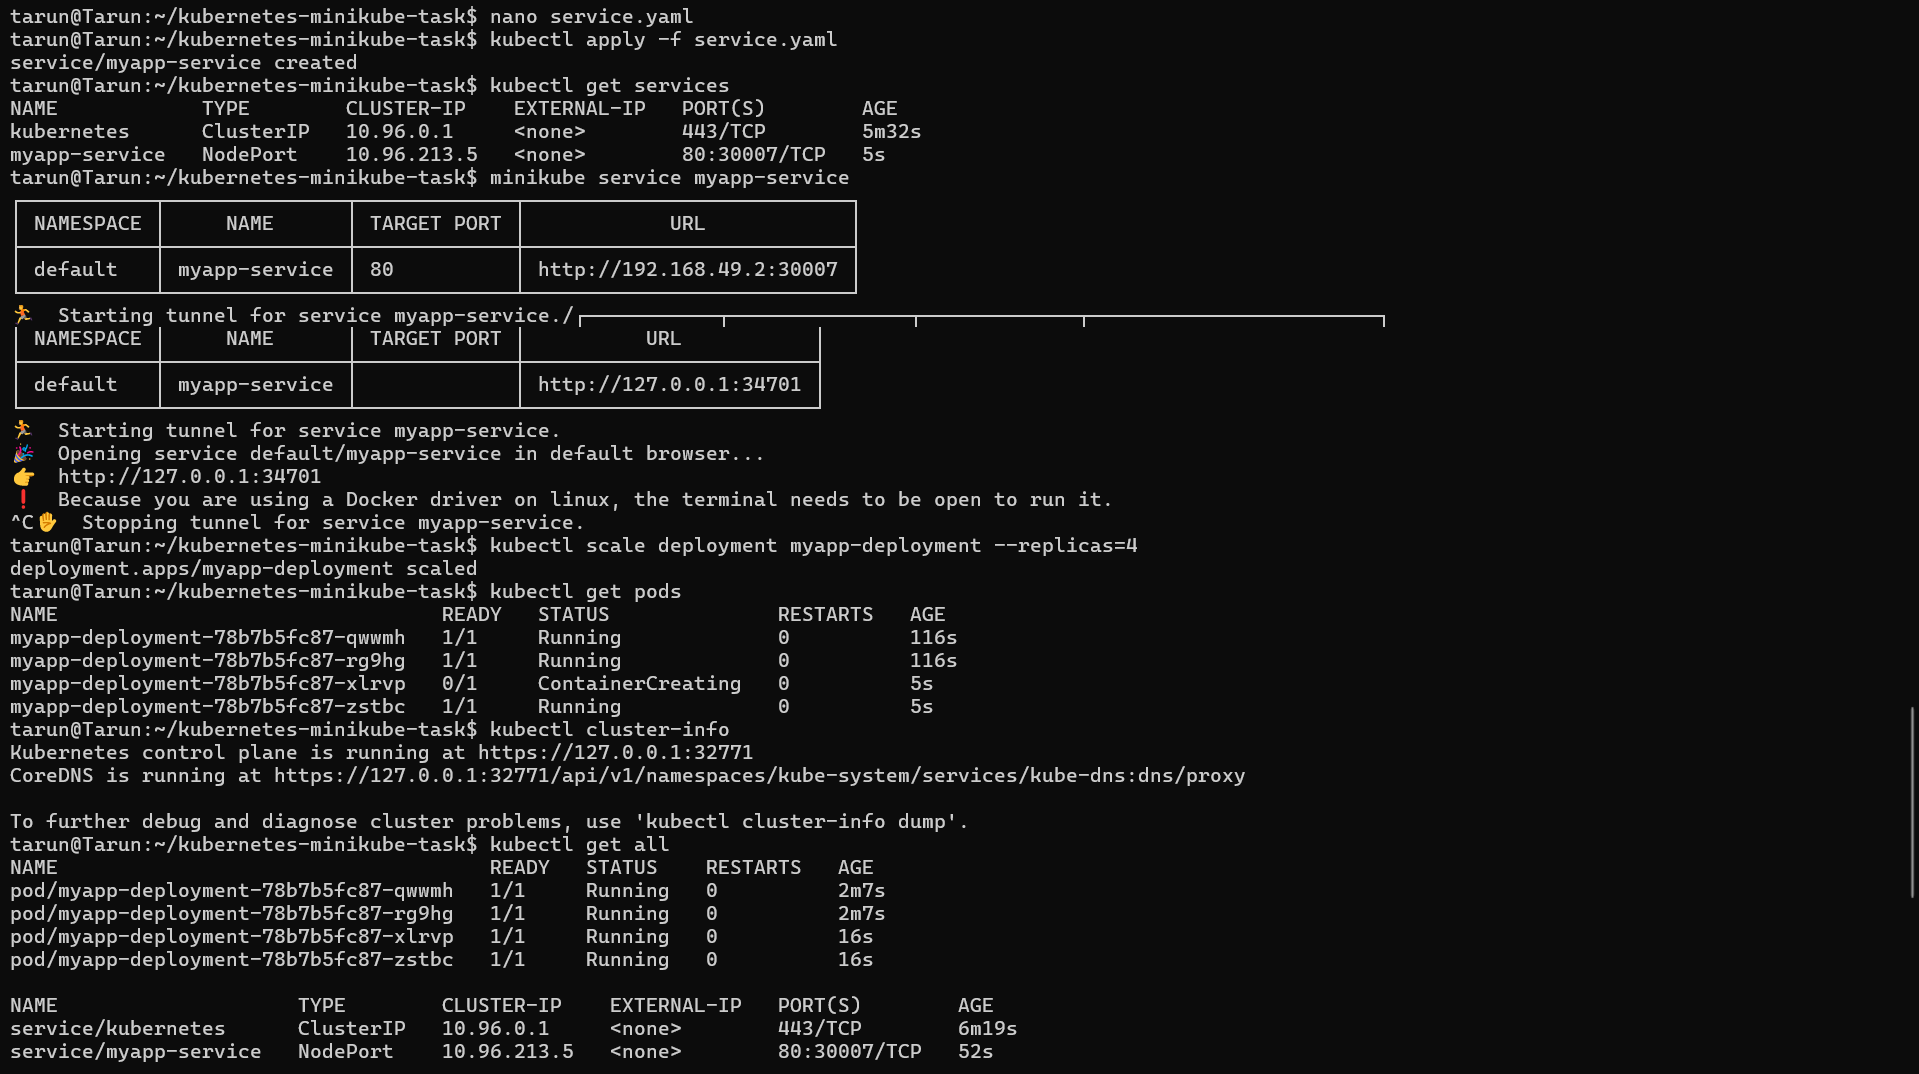 tarun@Tarun:~/kubernetes-minikube-task$ nano service.yaml
tarun@Tarun:~/kubernetes-minikube-task$ kubectl apply -f service.yaml
service/myapp-service created
tarun@Tarun:~/kubernetes-minikube-task$ kubectl get services
NAME            TYPE        CLUSTER-IP    EXTERNAL-IP   PORT(S)        AGE
kubernetes      ClusterIP   10.96.0.1     <none>        443/TCP        5m32s
myapp-service   NodePort    10.96.213.5   <none>        80:30007/TCP   5s
tarun@Tarun:~/kubernetes-minikube-task$ minikube service myapp-service
NAMESPACE NAME TARGET PORT URL
default myapp-service 80 http://192.168.49.2:30007
🏃  Starting tunnel for service myapp-service./
NAMESPACE NAME TARGET PORT URL
default myapp-service http://127.0.0.1:34701
🏃  Starting tunnel for service myapp-service.
🎉  Opening service default/myapp-service in default browser...
👉  http://127.0.0.1:34701
❗  Because you are using a Docker driver on linux, the terminal needs to be open to run it.
^C✋  Stopping tunnel for service myapp-service.
tarun@Tarun:~/kubernetes-minikube-task$ kubectl scale deployment myapp-deployment --replicas=4
deployment.apps/myapp-deployment scaled
tarun@Tarun:~/kubernetes-minikube-task$ kubectl get pods
NAME                                READY   STATUS              RESTARTS   AGE
myapp-deployment-78b7b5fc87-qwwmh   1/1     Running             0          116s
myapp-deployment-78b7b5fc87-rg9hg   1/1     Running             0          116s
myapp-deployment-78b7b5fc87-xlrvp   0/1     ContainerCreating   0          5s
myapp-deployment-78b7b5fc87-zstbc   1/1     Running             0          5s
tarun@Tarun:~/kubernetes-minikube-task$ kubectl cluster-info
Kubernetes control plane is running at https://127.0.0.1:32771
CoreDNS is running at https://127.0.0.1:32771/api/v1/namespaces/kube-system/services/kube-dns:dns/proxy
To further debug and diagnose cluster problems, use 'kubectl cluster-info dump'.
tarun@Tarun:~/kubernetes-minikube-task$ kubectl get all
NAME                                    READY   STATUS    RESTARTS   AGE
pod/myapp-deployment-78b7b5fc87-qwwmh   1/1     Running   0          2m7s
pod/myapp-deployment-78b7b5fc87-rg9hg   1/1     Running   0          2m7s
pod/myapp-deployment-78b7b5fc87-xlrvp   1/1     Running   0          16s
pod/myapp-deployment-78b7b5fc87-zstbc   1/1     Running   0          16s
NAME                    TYPE        CLUSTER-IP    EXTERNAL-IP   PORT(S)        AGE
service/kubernetes      ClusterIP   10.96.0.1     <none>        443/TCP        6m19s
service/myapp-service   NodePort    10.96.213.5   <none>        80:30007/TCP   52s